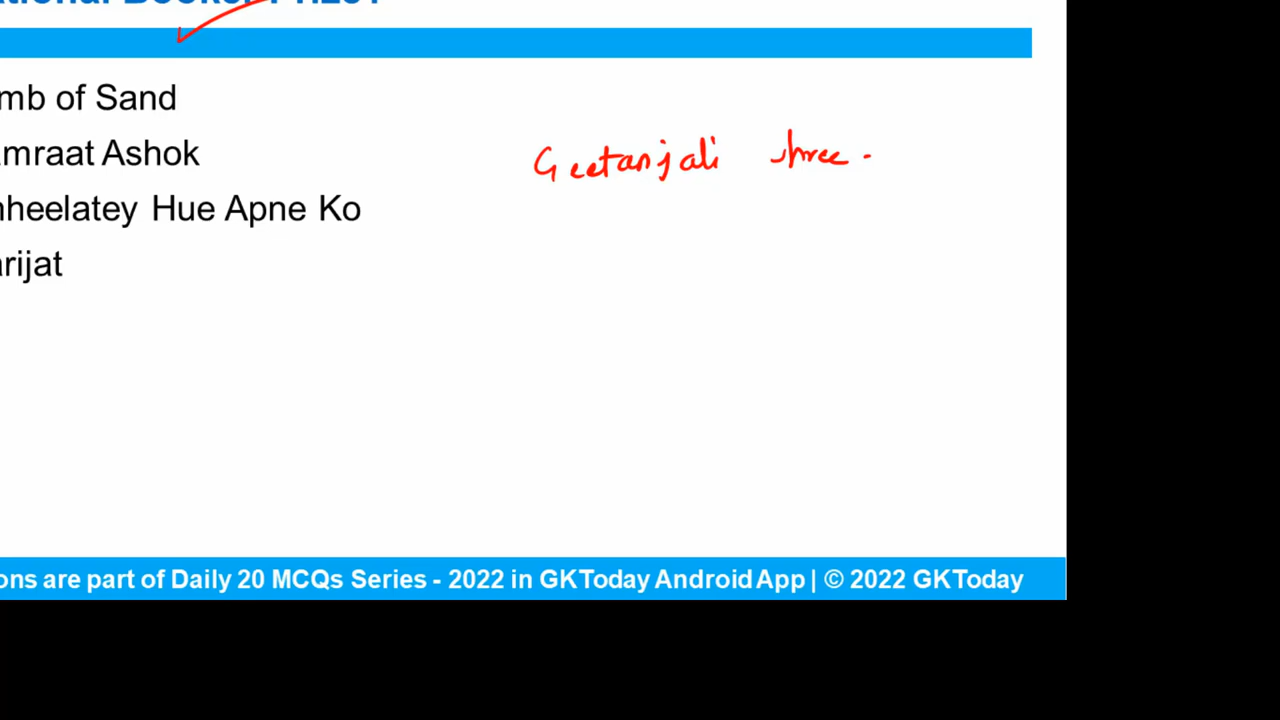 mb of Sand
mraat Ashok
Geetanjali shree.
heelatey Hue Apne Ko
rijat
ons are part of Daily 20 MCQs Series - 2022 in GKToday Android App | © 2022 GKToday